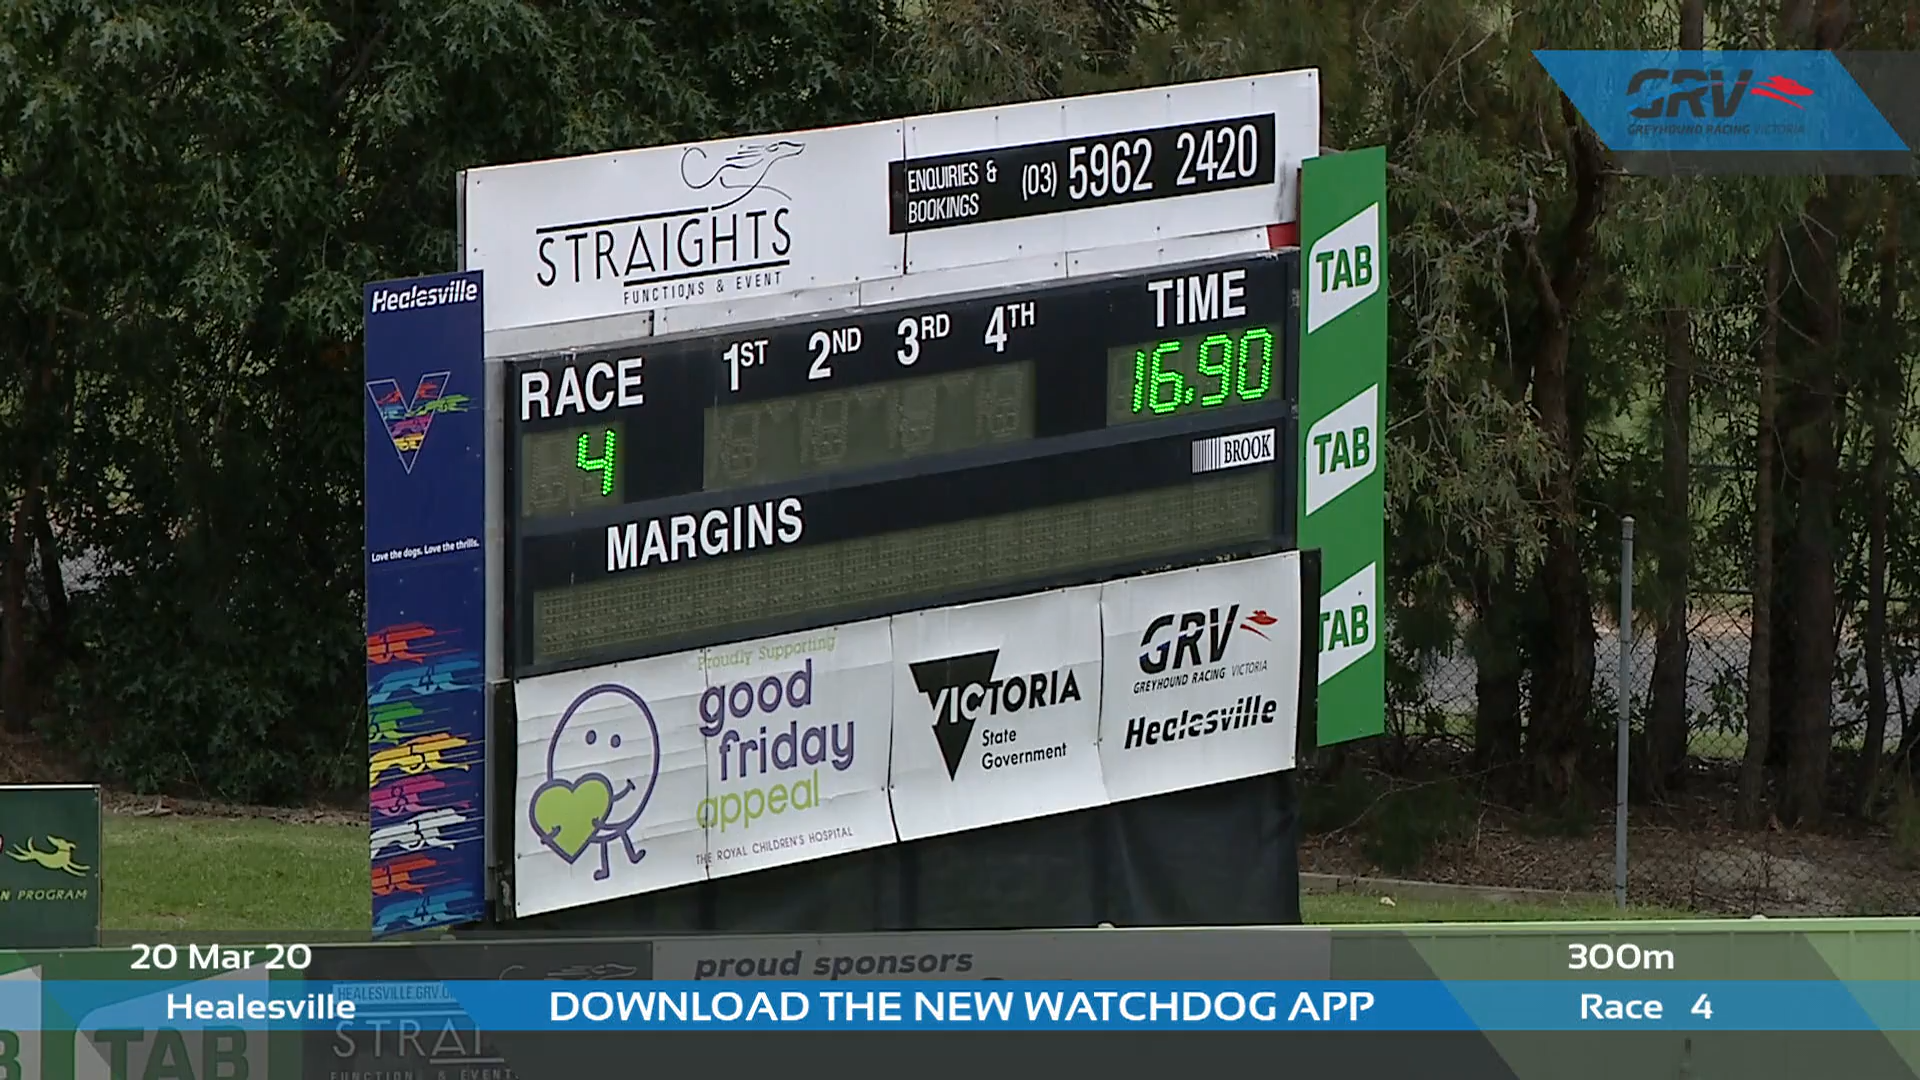 GRV
GREYHOUND RACING VICTORIA
STRAIGHTS
FUNCTIONS & EVENT
ENQUIRIES &
BOOKINGS
(03) 5962 2420
Healesville
Love the dogs. Love the thrills.
TAB
TAB
TAB
RACE
1ST
2ND
3RD
4TH
TIME
4
16.90
BROOK
MARGINS
Proudly Supporting
good
friday
appeal
THE ROYAL CHILDREN'S HOSPITAL
VICTORIA
State
Government
GRV
GREYHOUND RACING VICTORIA
Healesville
PROGRAM
20 Mar 20
proud sponsors
300m
Healesville
DOWNLOAD THE NEW WATCHDOG APP
Race 4
TAB
FUNCTION & EVENT